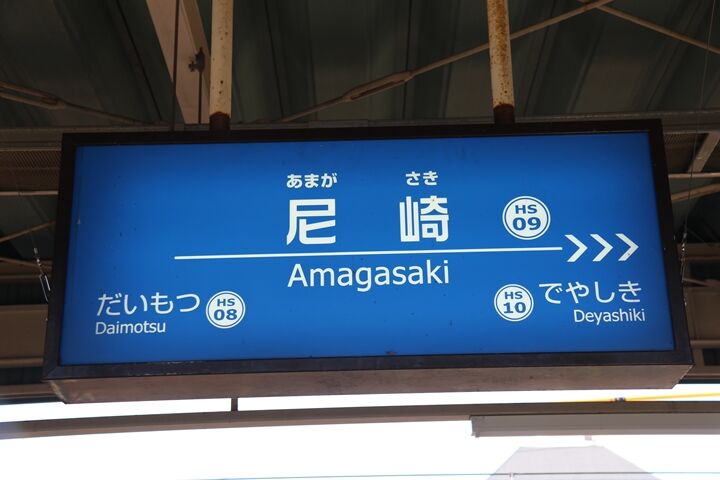 あまが さき
尼 崎
HS
09
Amagasaki
だいもつ
Daimotsu
HS
08
HS
10
でやしき
Deyashiki